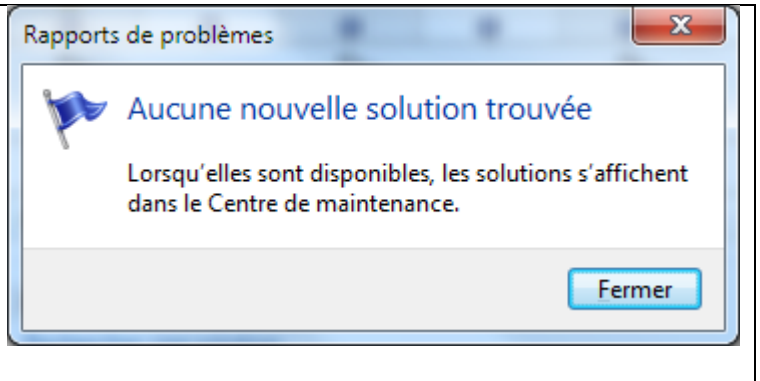 Rapports de problèmes
Aucune nouvelle solution trouvée
Lorsqu'elles sont disponibles, les solutions s'affichent
dans le Centre de maintenance.
Fermer